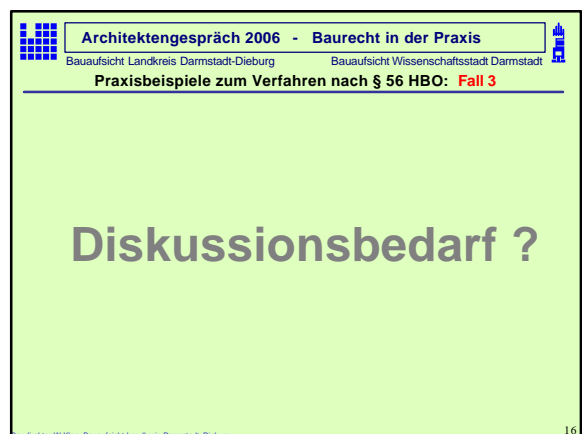 Architektengespräch 2006 - Baurecht in der Praxis
Bauaufsicht Landkreis Darmstadt-Dieburg Bauaufsicht Wissenschaftsstadt Darmstadt
Praxisbeispiele zum Verfahren nach § 56 HBO: Fall 3
Diskussionsbedarf ?
16